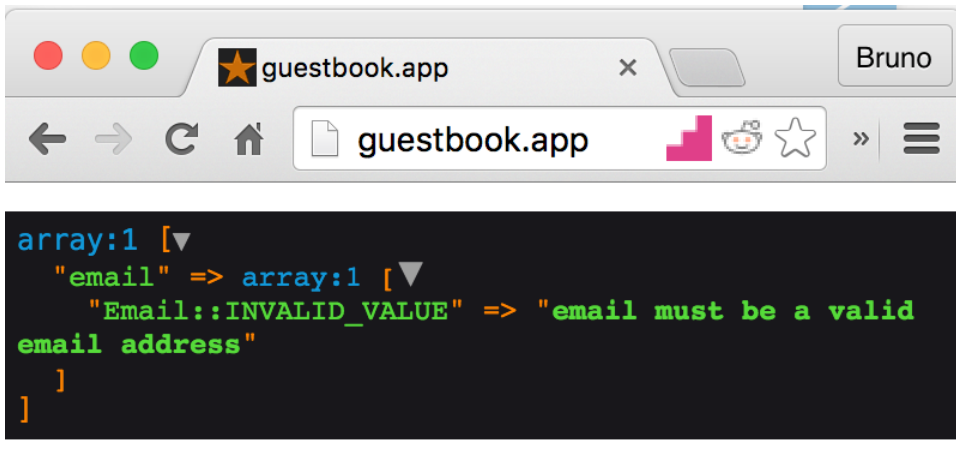 guestbook.app
Bruno
guestbook.app
»
array:1 [▼
  "email" => array:1 [▼
    "Email::INVALID_VALUE" => "email must be a valid
email address"
  ]
]